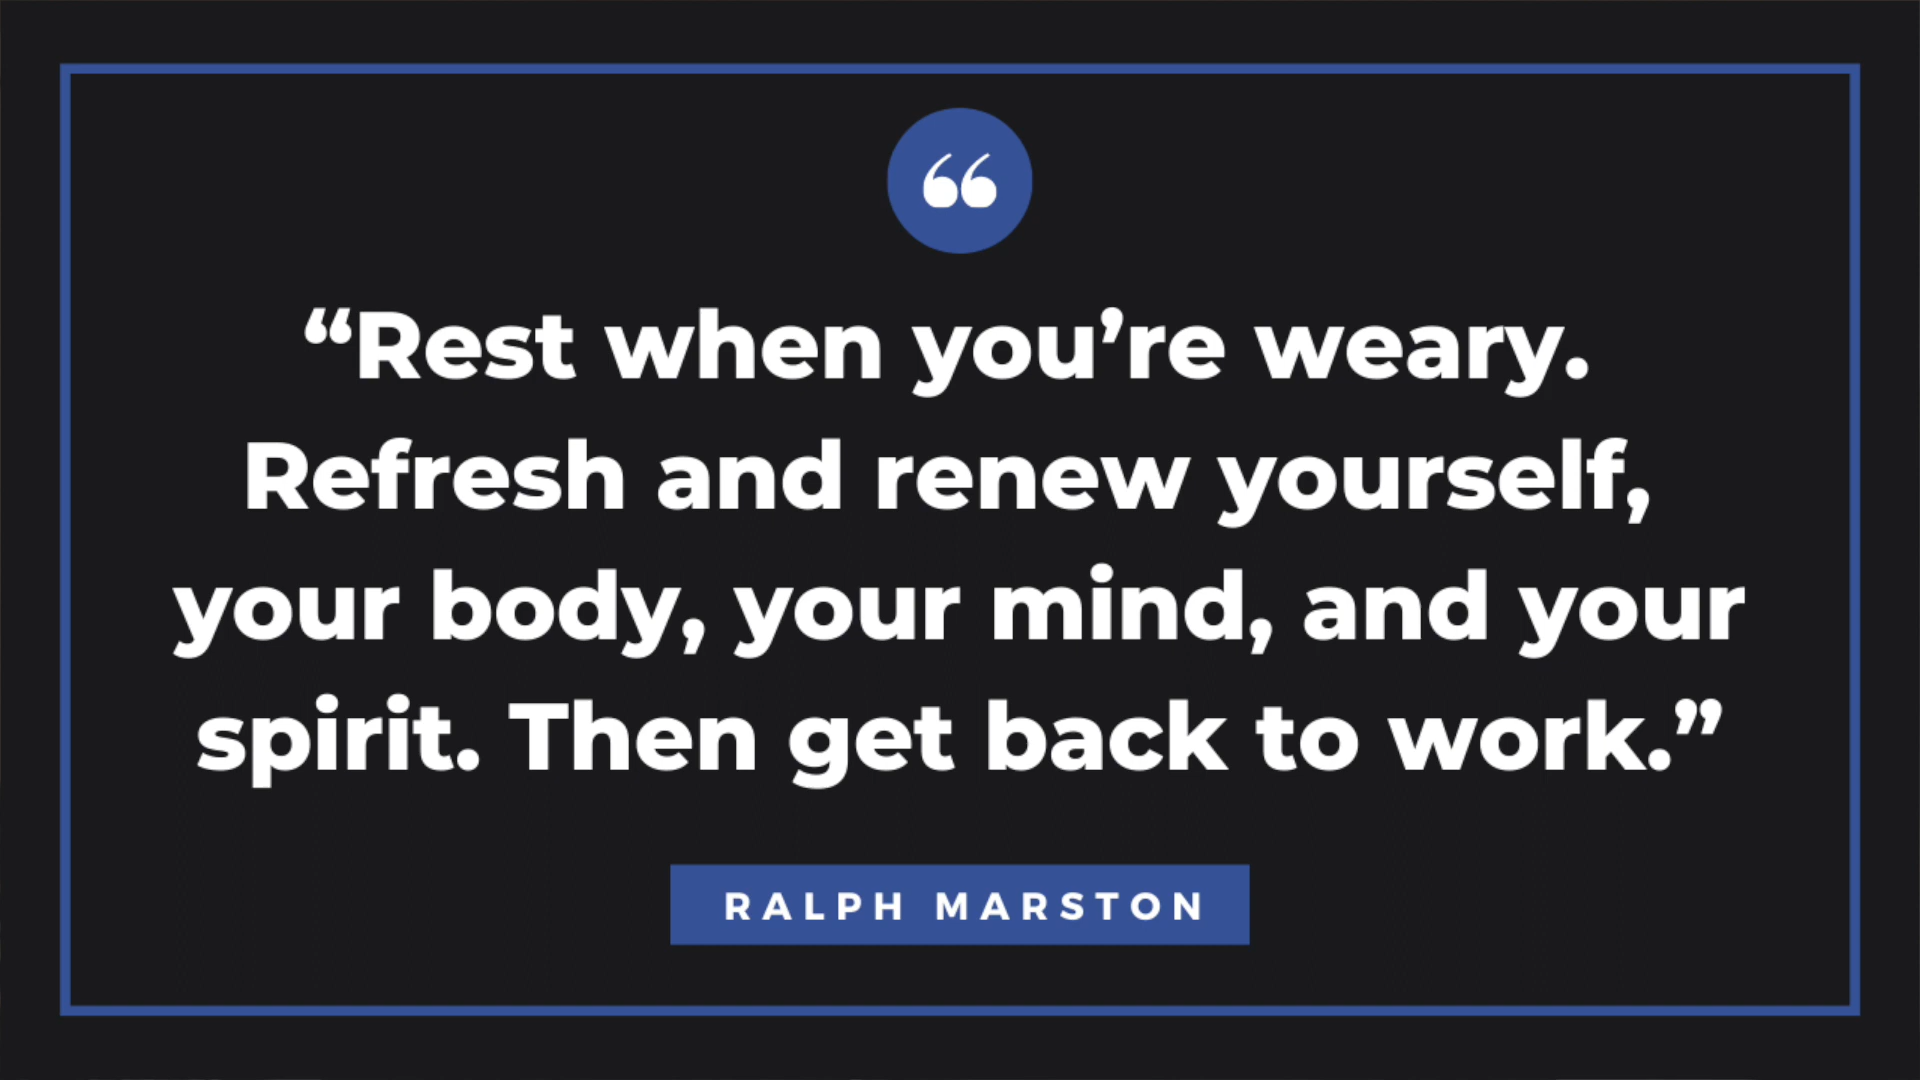 “
“Rest when you’re weary.
Refresh and renew yourself,
your body, your mind, and your
spirit. Then get back to work.”
RALPH MARSTON